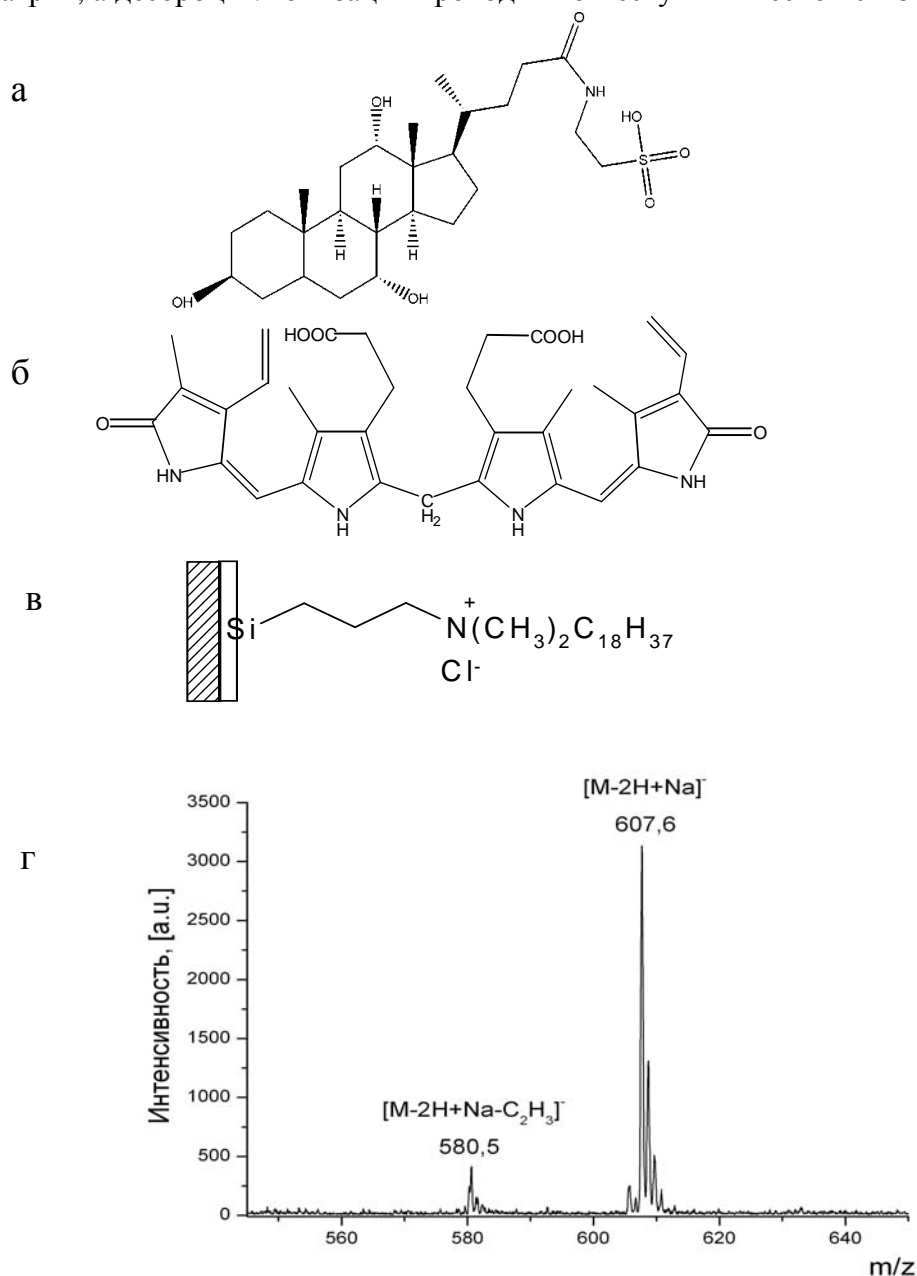 а
O
NH
HO
S
O
O
OH
H
H
H
OH
OH
б
HOOC
COOH
O
HN
N
H
C
H2
N
H
NH
O
в
Si
N(CH3)2C18H37
+
Cl-
г
[M-2H+Na]-
607,6
[M-2H+Na-C2H3]-
580,5
Интенсивность, [a.u.]
3500
3000
2500
2000
1500
1000
500
0
560
580
600
620
640
m/z